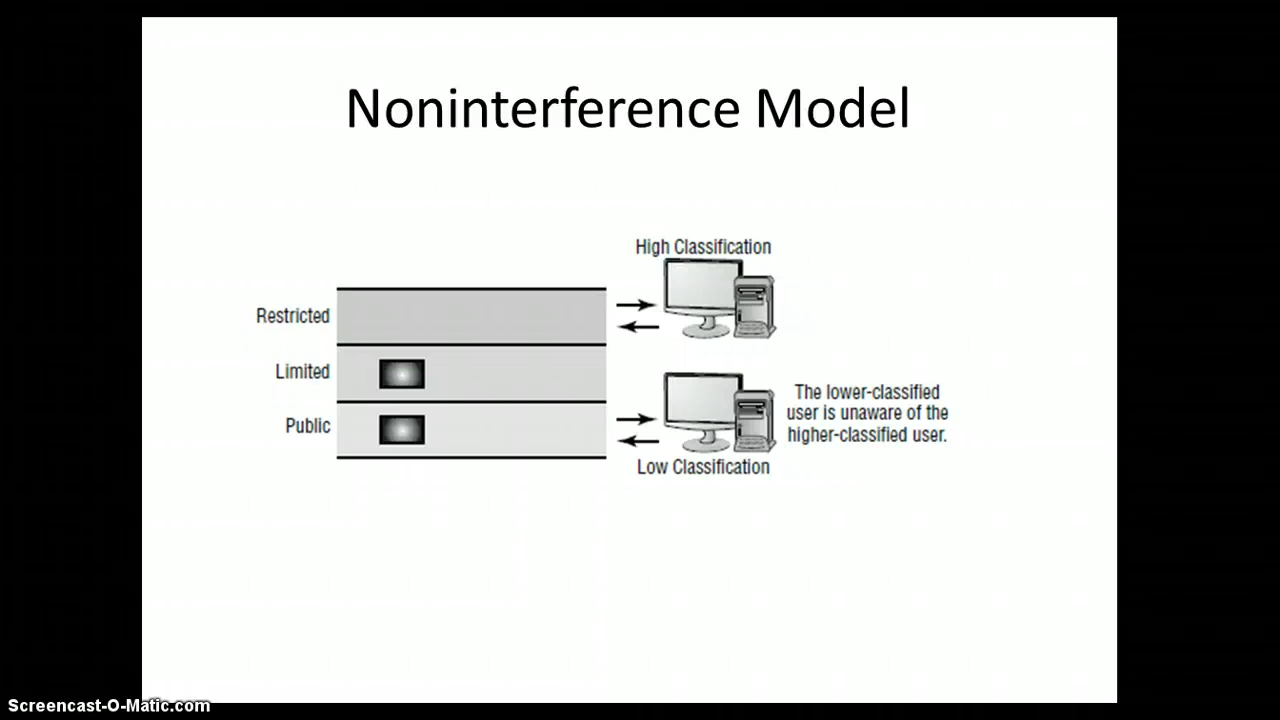 Noninterference Model
High Classification
Restricted
Limited
Public
The lower-classified
user is unaware of the
higher-classified user.
Low Classification
Screencast-O-Matic.com